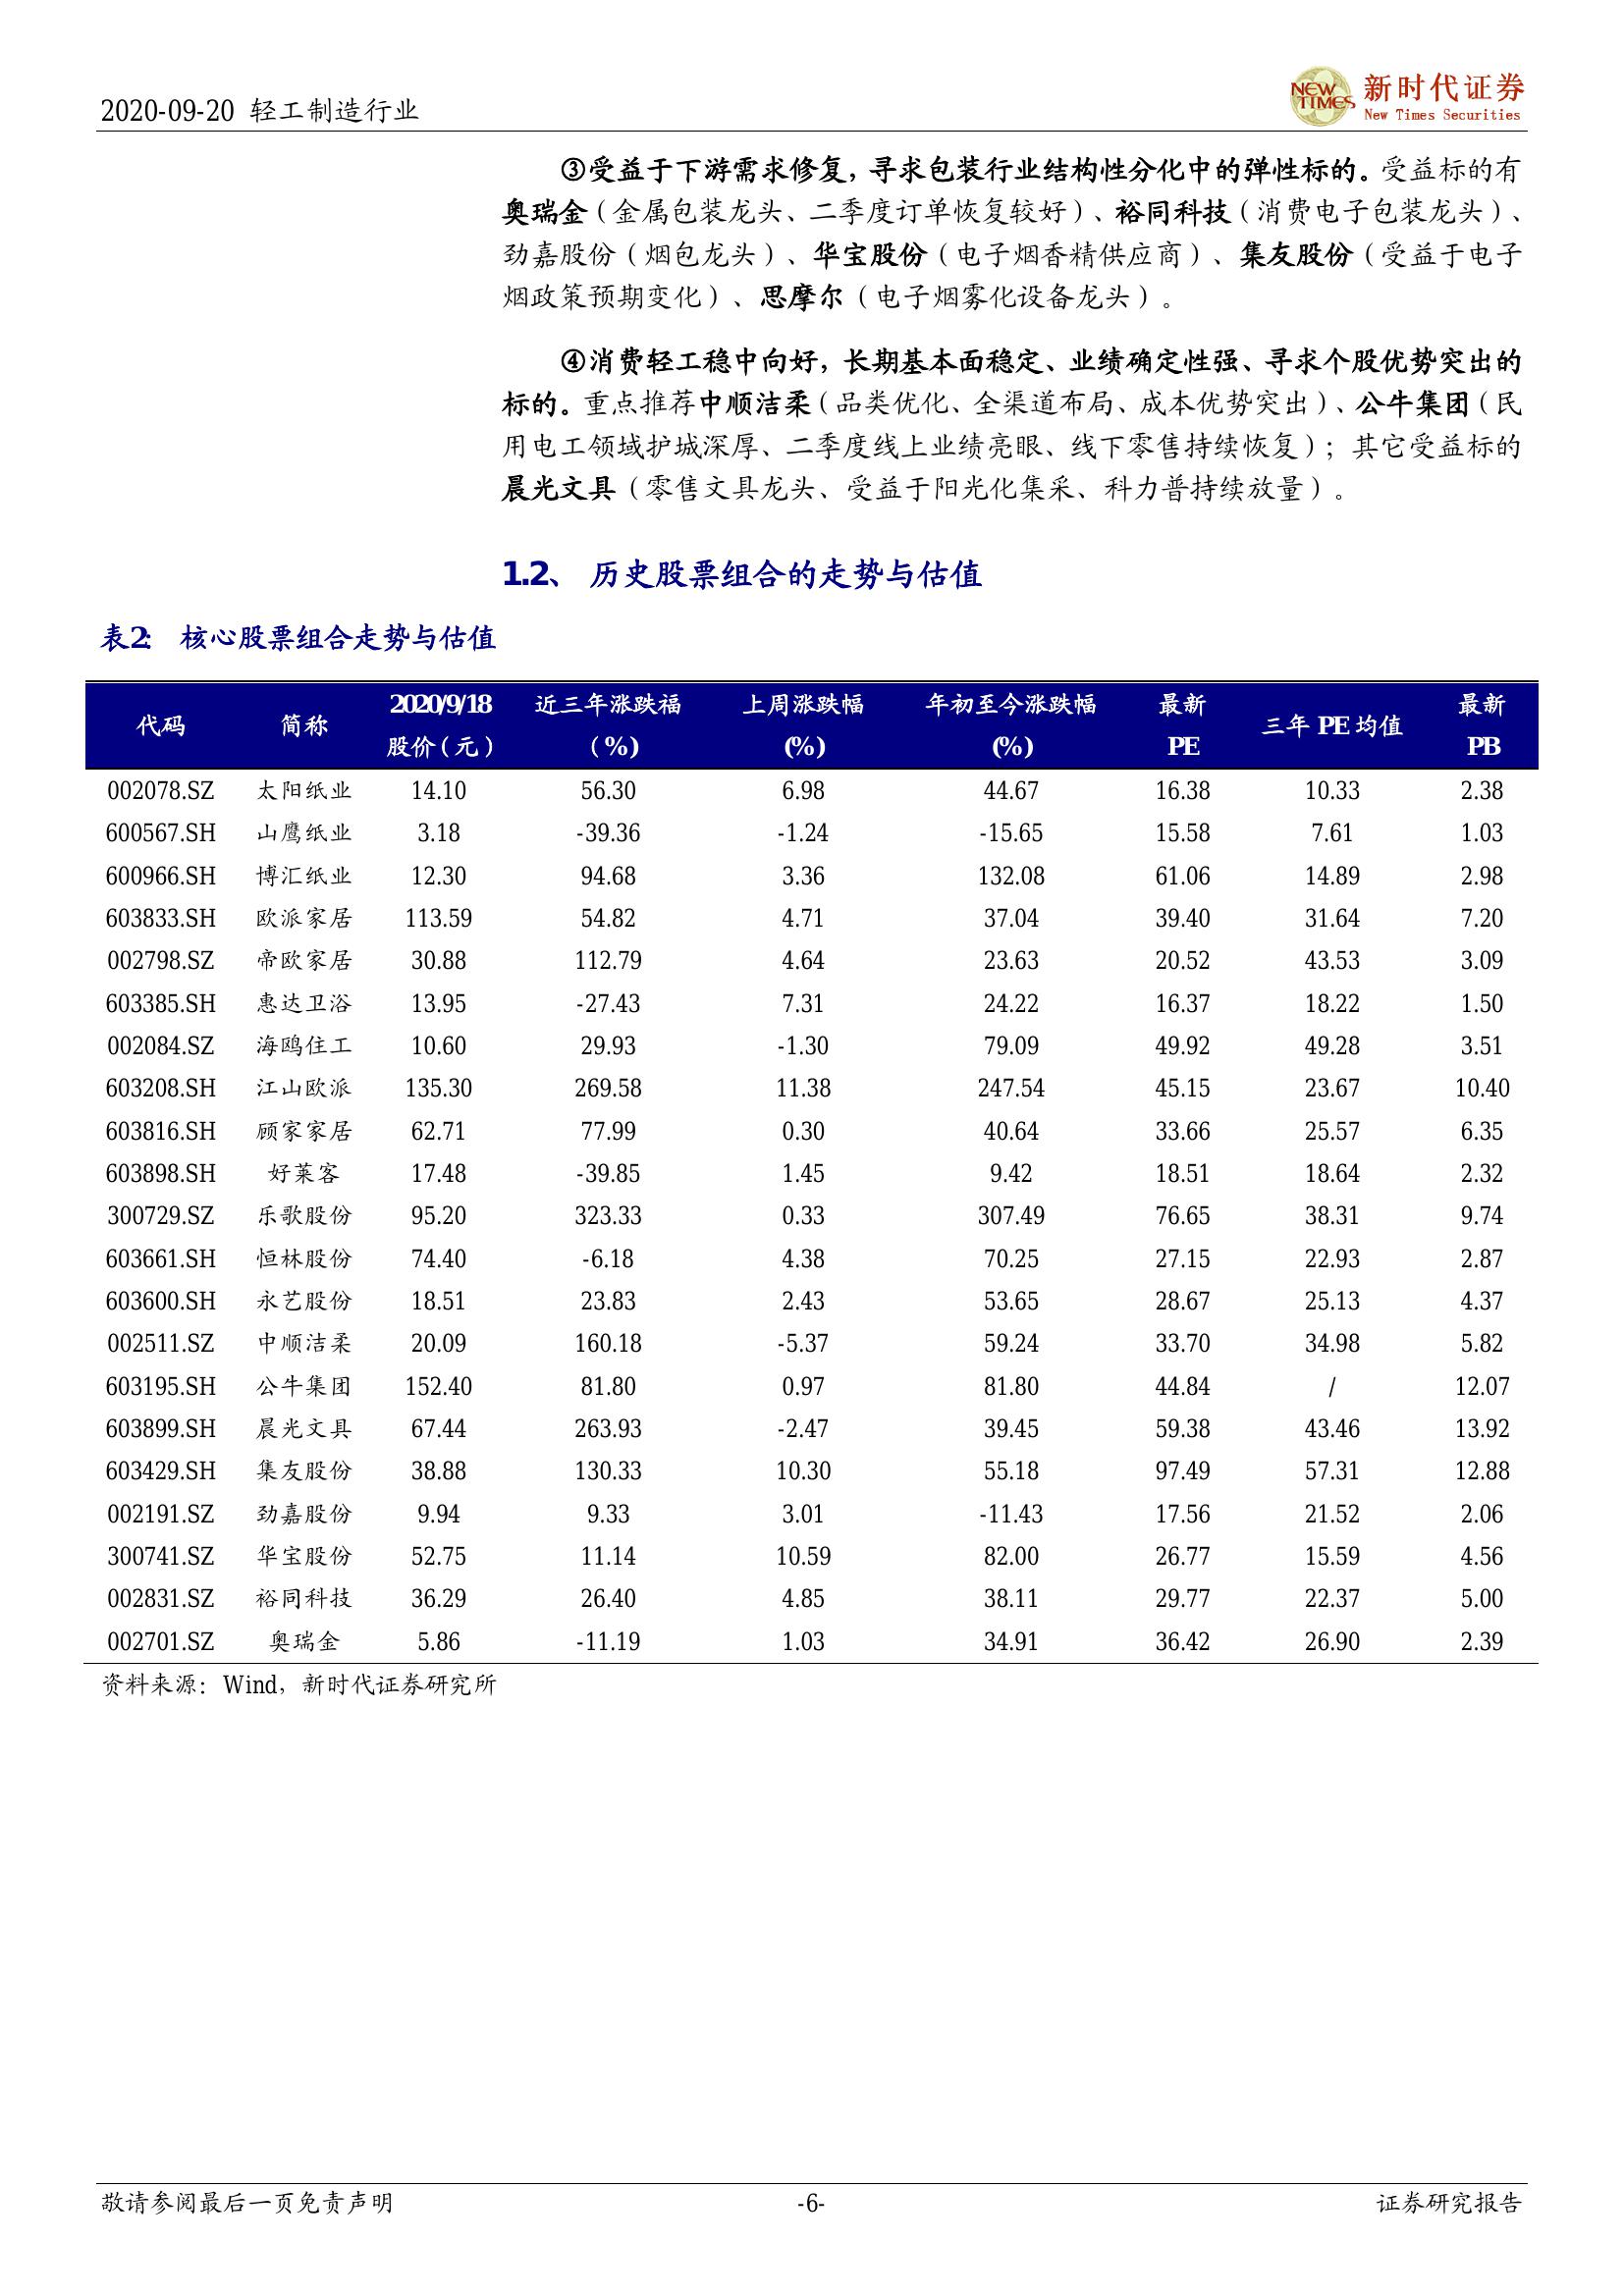 2020-09-20 轻工制造行业
NEW TIMES 新时代证券
New Times Securities
③受益于下游需求修复，寻求包装行业结构性分化中的弹性标的。受益标的有
奥瑞金（金属包装龙头、二季度订单恢复较好）、裕同科技（消费电子包装龙头）、
劲嘉股份（烟包龙头）、华宝股份（电子烟香精供应商）、集友股份（受益于电子
烟政策预期变化）、思摩尔（电子烟雾化设备龙头）。
④消费轻工稳中向好，长期基本面稳定、业绩确定性强、寻求个股优势突出的
标的。重点推荐中顺洁柔（品类优化、全渠道布局、成本优势突出）、公牛集团（民
用电工领域护城深厚、二季度线上业绩亮眼、线下零售持续恢复）；其它受益标的
晨光文具（零售文具龙头、受益于阳光化集采、科力普持续放量）。
1.2、 历史股票组合的走势与估值
表2： 核心股票组合走势与估值
代码 简称 2020/9/18 股价（元） 近三年涨跌福（%) 上周涨跌幅(%) 年初至今涨跌幅(%) 最新PE 三年 PE 均值 最新PB
002078.SZ 太阳纸业 14.10 56.30 6.98 44.67 16.38 10.33 2.38
600567.SH 山鹰纸业 3.18 -39.36 -1.24 -15.65 15.58 7.61 1.03
600966.SH 博汇纸业 12.30 94.68 3.36 132.08 61.06 14.89 2.98
603833.SH 欧派家居 113.59 54.82 4.71 37.04 39.40 31.64 7.20
002798.SZ 帝欧家居 30.88 112.79 4.64 23.63 20.52 43.53 3.09
603385.SH 惠达卫浴 13.95 -27.43 7.31 24.22 16.37 18.22 1.50
002084.SZ 海鸥住工 10.60 29.93 -1.30 79.09 49.92 49.28 3.51
603208.SH 江山欧派 135.30 269.58 11.38 247.54 45.15 23.67 10.40
603816.SH 顾家家居 62.71 77.99 0.30 40.64 33.66 25.57 6.35
603898.SH 好莱客 17.48 -39.85 1.45 9.42 18.51 18.64 2.32
300729.SZ 乐歌股份 95.20 323.33 0.33 307.49 76.65 38.31 9.74
603661.SH 恒林股份 74.40 -6.18 4.38 70.25 27.15 22.93 2.87
603600.SH 永艺股份 18.51 23.83 2.43 53.65 28.67 25.13 4.37
002511.SZ 中顺洁柔 20.09 160.18 -5.37 59.24 33.70 34.98 5.82
603195.SH 公牛集团 152.40 81.80 0.97 81.80 44.84 / 12.07
603899.SH 晨光文具 67.44 263.93 -2.47 39.45 59.38 43.46 13.92
603429.SH 集友股份 38.88 130.33 10.30 55.18 97.49 57.31 12.88
002191.SZ 劲嘉股份 9.94 9.33 3.01 -11.43 17.56 21.52 2.06
300741.SZ 华宝股份 52.75 11.14 10.59 82.00 26.77 15.59 4.56
002831.SZ 裕同科技 36.29 26.40 4.85 38.11 29.77 22.37 5.00
002701.SZ 奥瑞金 5.86 -11.19 1.03 34.91 36.42 26.90 2.39
资料来源：Wind，新时代证券研究所
敬请参阅最后一页免责声明 -6- 证券研究报告